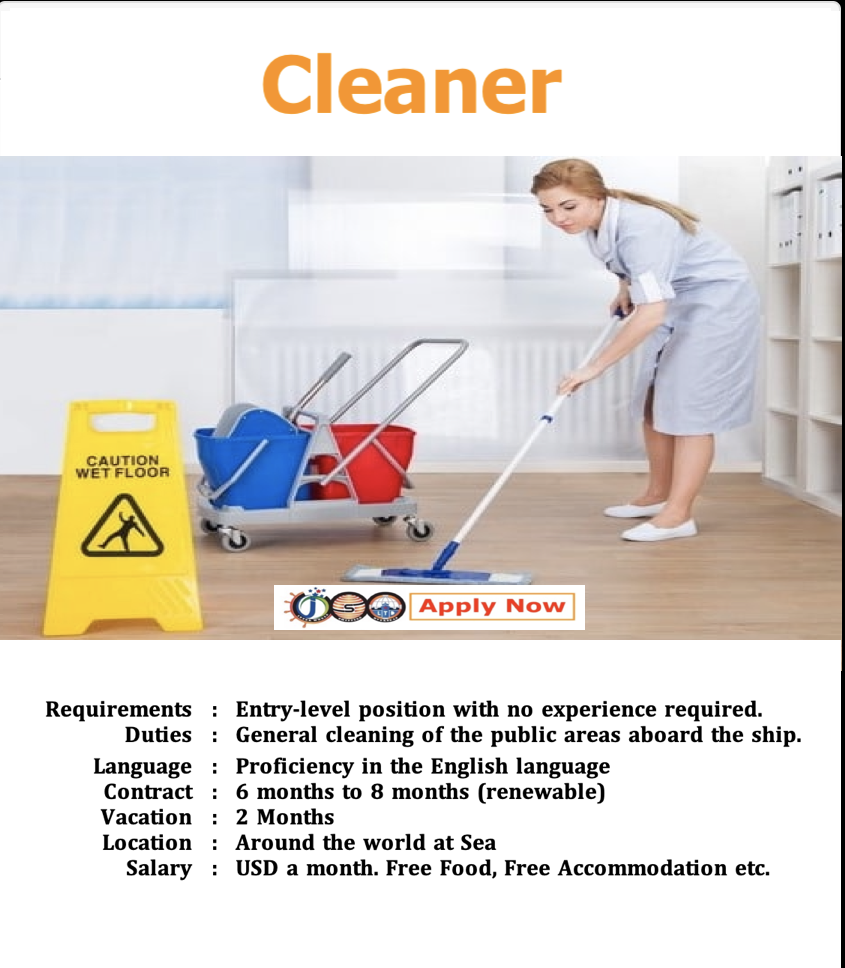 Cleaner
CAUTION
WET FLOOR
Apply Now
Requirements : Entry-level position with no experience required.
Duties : General cleaning of the public areas aboard the ship.
Language : Proficiency in the English language
Contract : 6 months to 8 months (renewable)
Vacation : 2 Months
Location : Around the world at Sea
Salary : USD a month. Free Food, Free Accommodation etc.